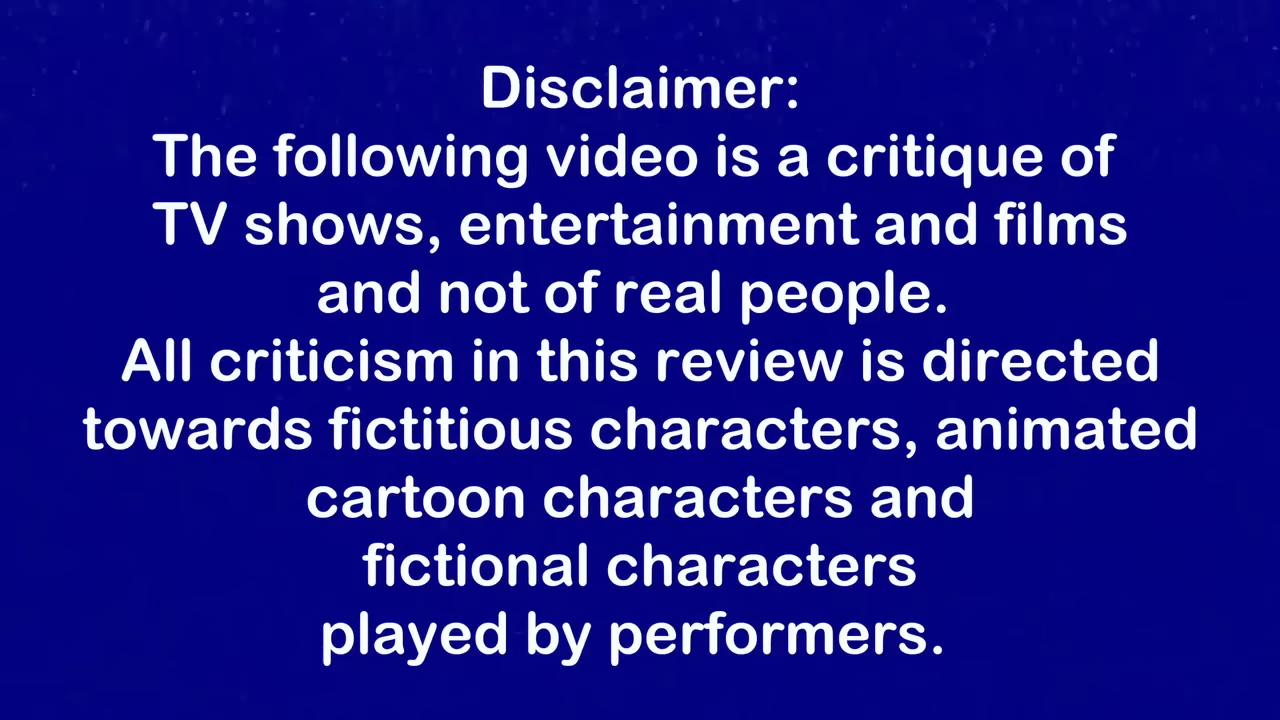 Disclaimer:
The following video is a critique of
TV shows, entertainment and films
and not of real people.
All criticism in this review is directed
towards fictitious characters, animated
cartoon characters and
fictional characters
played by performers.